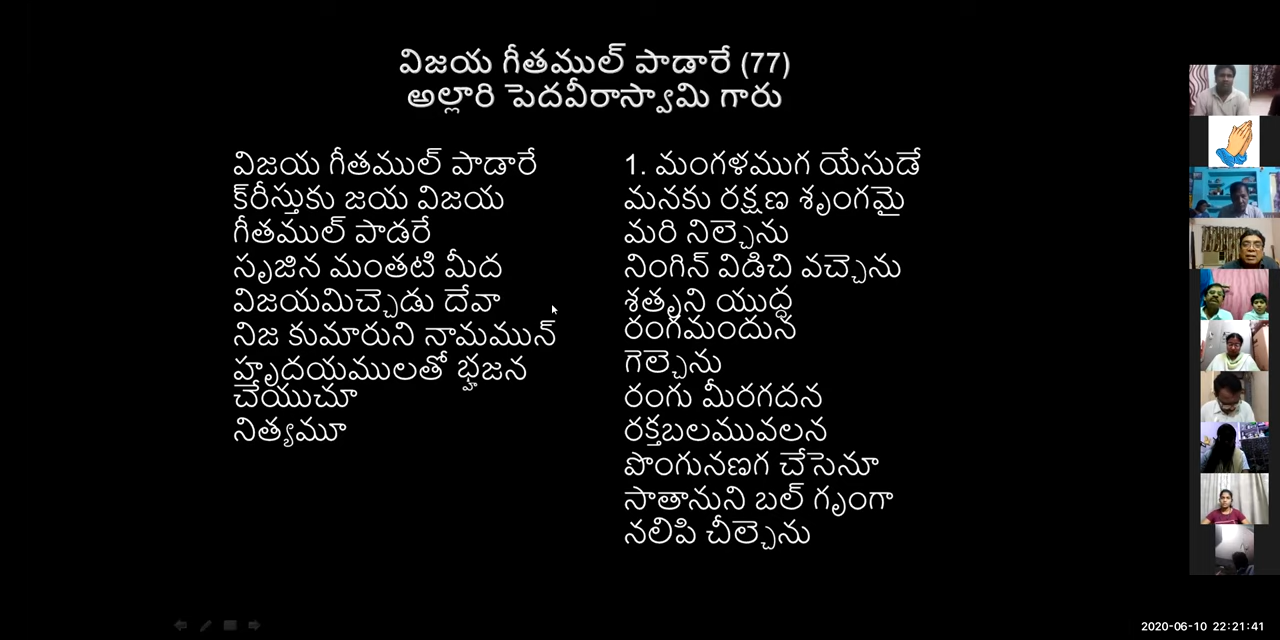 విజయ గీతముల్ పాడారే (77)
అల్లారి పెదవీరాస్వామి గారు
విజయ గీతముల్ పాడారే
క్‌రీస్తుకు జయ విజయ
గీతముల్ పాడరే
సృజిన మంతటి మీద
విజయమిచ్చెడు దేవా
నిజ కుమారుని నామమున్
హృదయములతో భ్హజన
చేయుచూ
నిత్యమూ
1. మంగళముగ యేసుడే
మనకు రక్షణ శృంగమై
మరి నిల్చెను
నింగిన్ విడిచి వచ్చెను
శతృని యుద్ధ
రంగమందున
గెల్చెను
రంగు మీరగదన
రక్తబలమువలన
పొంగునణగ చేసెనూ
సాతానుని బల్ గృంగా
నలిపి చీల్చెను
2020-06-10 22:21:41